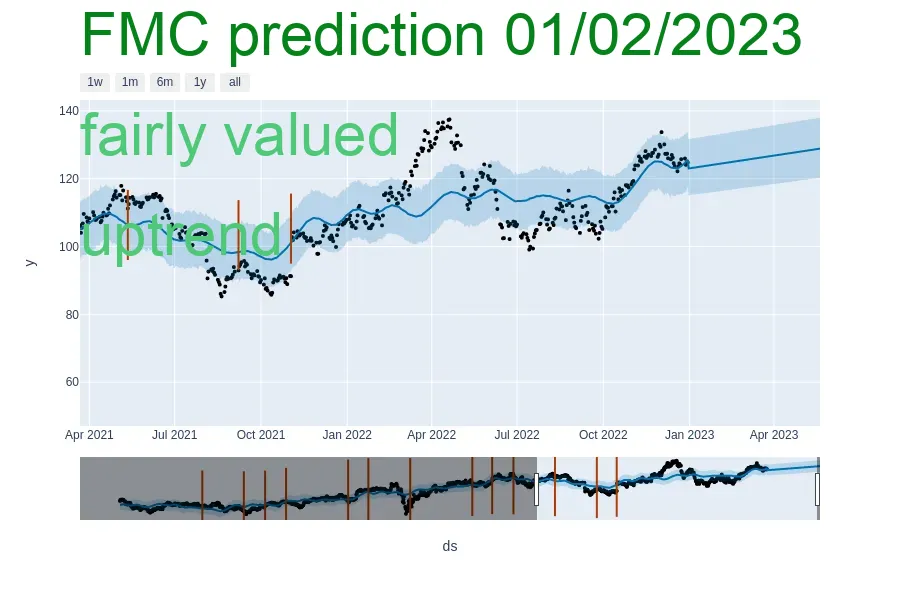 FMC prediction 01/02/2023
1w 1m 6m 1y all
140
fairly valued
120
uptrend
100
y
80
60
Apr 2021 Jul 2021 Oct 2021 Jan 2022 Apr 2022 Jul 2022 Oct 2022 Jan 2023 Apr 2023
ds